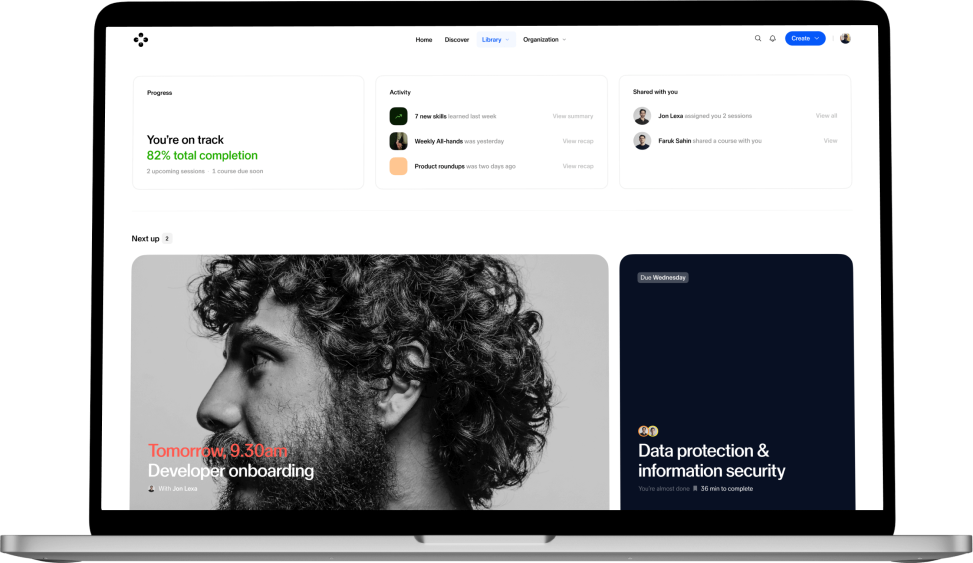 Home Discover Library Organization Create
Progress
You're on track
82% total completion
2 upcoming sessions · 1 course due soon
Activity
7 new skills learned last week View summary
Weekly All-hands was yesterday View recap
Product roundups was two days ago View recap
Shared with you
Jon Lexa assigned you 2 sessions View all
Faruk Sahin shared a course with you View
Next up 2
Tomorrow, 9.30am
Developer onboarding
With Jon Lexa
Due Wednesday
Data protection &
information security
You're almost done 36 min to complete